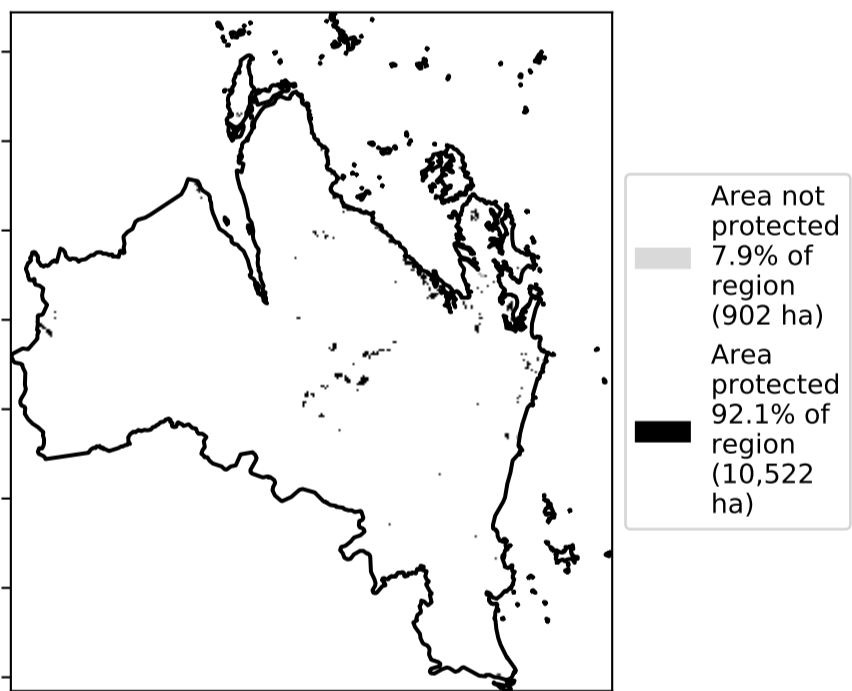 Area not
protected
7.9% of
region
(902 ha)
Area
protected
92.1% of
region
(10,522
ha)